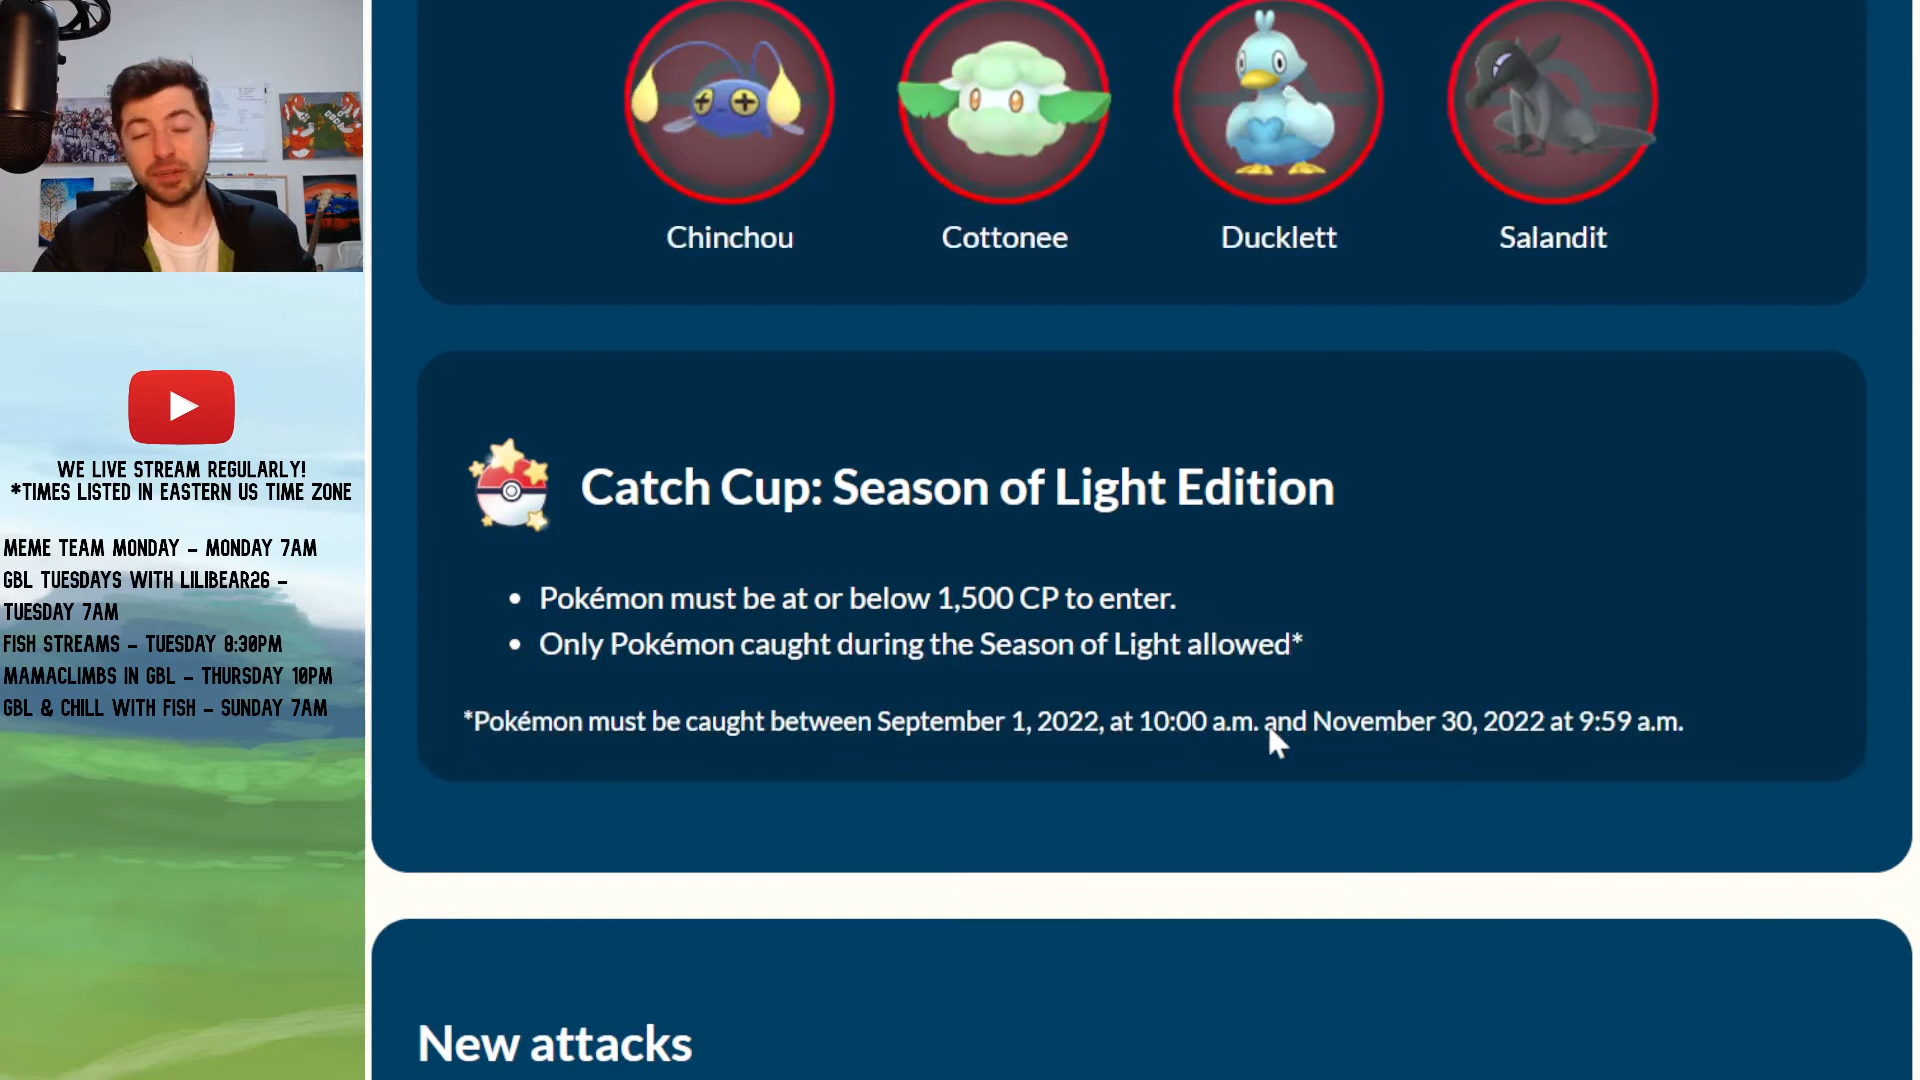 Chinchou Cottonee Ducklett Salandit
Catch Cup: Season of Light Edition
• Pokémon must be at or below 1,500 CP to enter.
• Only Pokémon caught during the Season of Light allowed*
*Pokémon must be caught between September 1, 2022, at 10:00 a.m. and November 30, 2022 at 9:59 a.m.
New attacks
WE LIVE STREAM REGULARLY!
*TIMES LISTED IN EASTERN US TIME ZONE
MEME TEAM MONDAY - MONDAY 7AM
GBL TUESDAYS WITH LILIBEAR26 -
TUESDAY 7AM
FISH STREAMS - TUESDAY 8:30PM
MAMACLIMBS IN GBL - THURSDAY 10PM
GBL & CHILL WITH FISH - SUNDAY 7AM